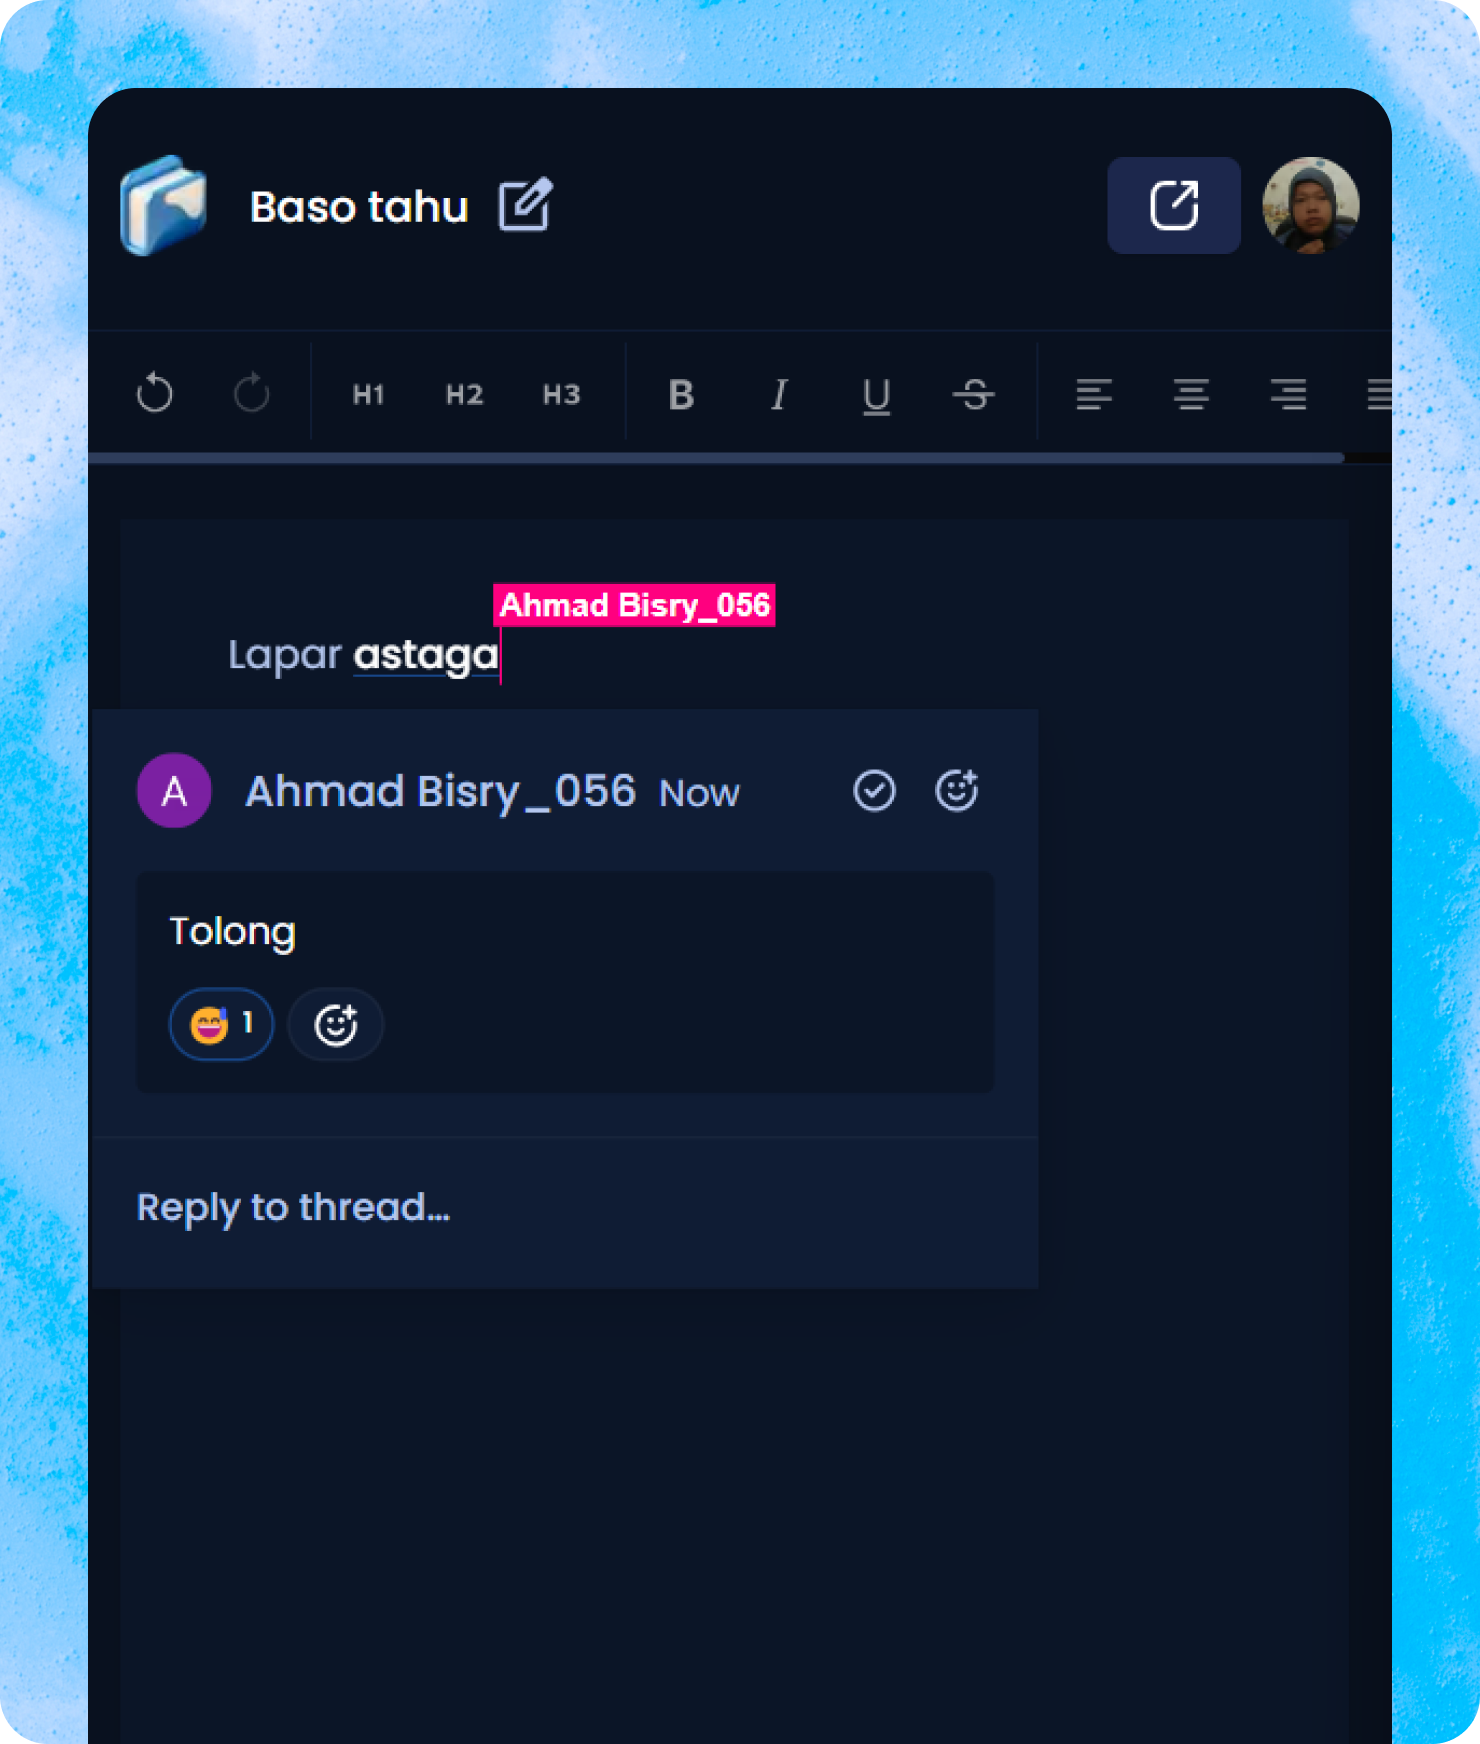 Baso tahu
H1 H2 H3 B I U S
Ahmad Bisry_056
Lapar astaga
A Ahmad Bisry_056 Now
Tolong
1
Reply to thread...